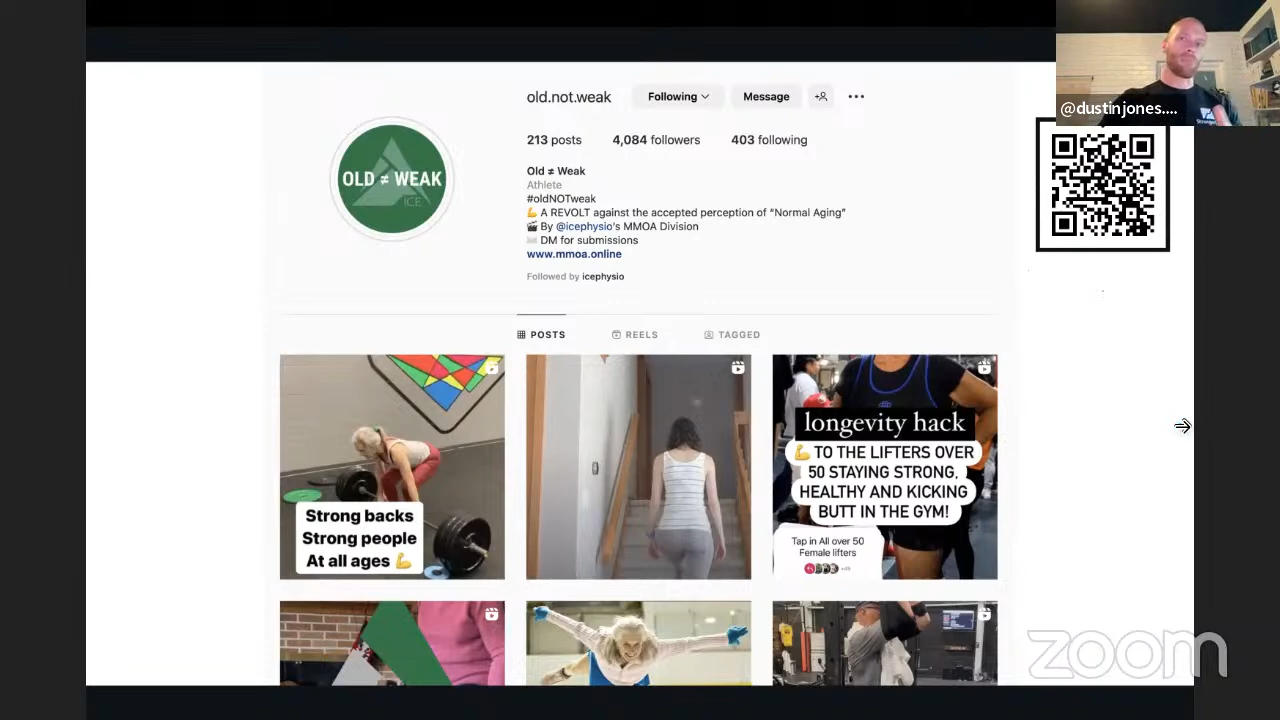 @dustinjones....
old.not.weak Following Message
213 posts 4,084 followers 403 following
OLD ≠ WEAK
ICE
Old ≠ Weak
Athlete
#oldNOTweak
💪 A REVOLT against the accepted perception of "Normal Aging"
🎬 By @icephysio's MMOA Division
✉️ DM for submissions
www.mmoa.online
Followed by icephysio
POSTS REELS TAGGED
Strong backs
Strong people
At all ages 💪
longevity hack
💪 TO THE LIFTERS OVER
50 STAYING STRONG,
HEALTHY AND KICKING
BUTT IN THE GYM!
Tap in All over 50
Female lifters
zoom